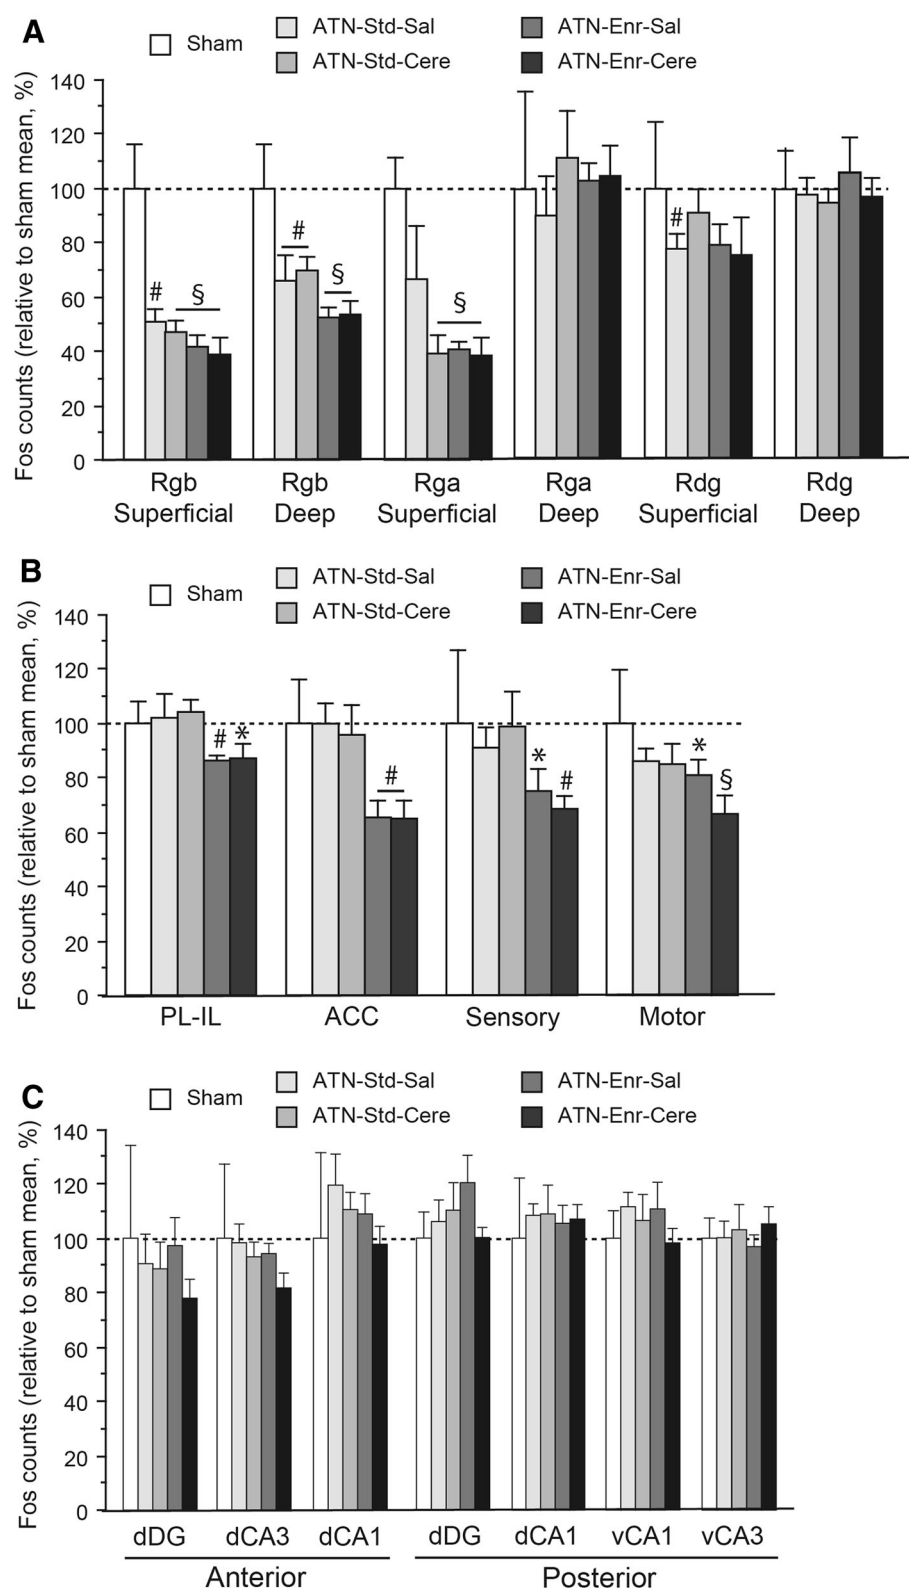 A
Sham
ATN-Std-Sal
ATN-Std-Cere
ATN-Enr-Sal
ATN-Enr-Cere
Fos counts (relative to sham mean, %)
140
120
100
80
60
40
20
0
#
§
#
§
§
#
Rgb Superficial
Rgb Deep
Rga Superficial
Rga Deep
Rdg Superficial
Rdg Deep
B
Sham
ATN-Std-Sal
ATN-Std-Cere
ATN-Enr-Sal
ATN-Enr-Cere
Fos counts (relative to sham mean, %)
140
120
100
80
60
40
20
0
# *
#
*
#
*
§
PL-IL
ACC
Sensory
Motor
C
Sham
ATN-Std-Sal
ATN-Std-Cere
ATN-Enr-Sal
ATN-Enr-Cere
Fos counts (relative to sham mean, %)
140
120
100
80
60
40
20
0
dDG
dCA3
dCA1
dDG
dCA1
vCA1
vCA3
Anterior
Posterior